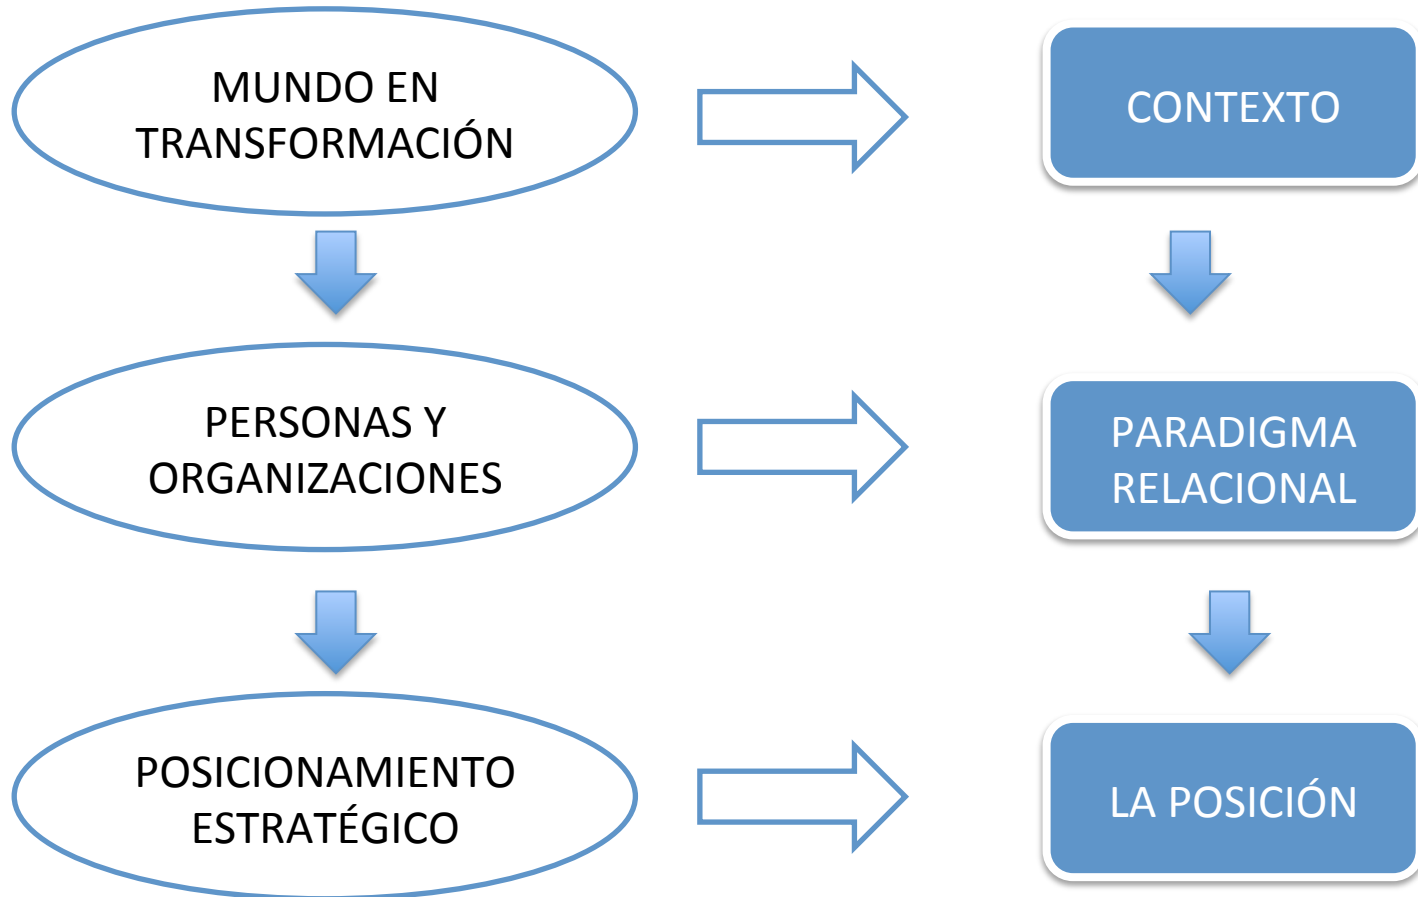 MUNDO EN
TRANSFORMACIÓN
CONTEXTO
PERSONAS Y
ORGANIZACIONES
PARADIGMA
RELACIONAL
POSICIONAMIENTO
ESTRATÉGICO
LA POSICIÓN